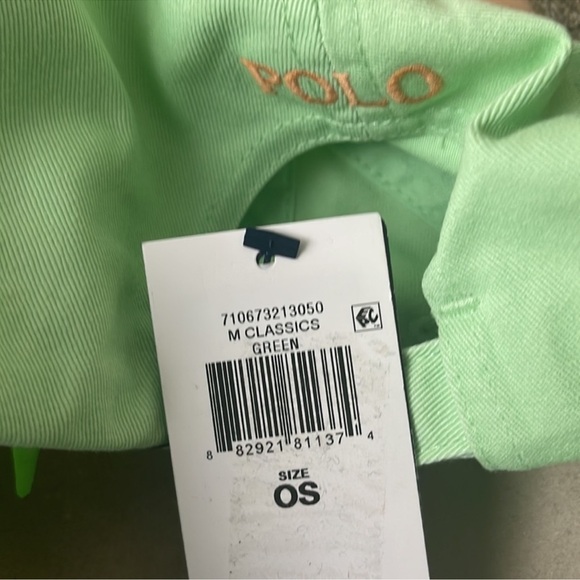 POLO
710673213050
M CLASSICS
GREEN
8 82921 81137 4
SIZE
OS